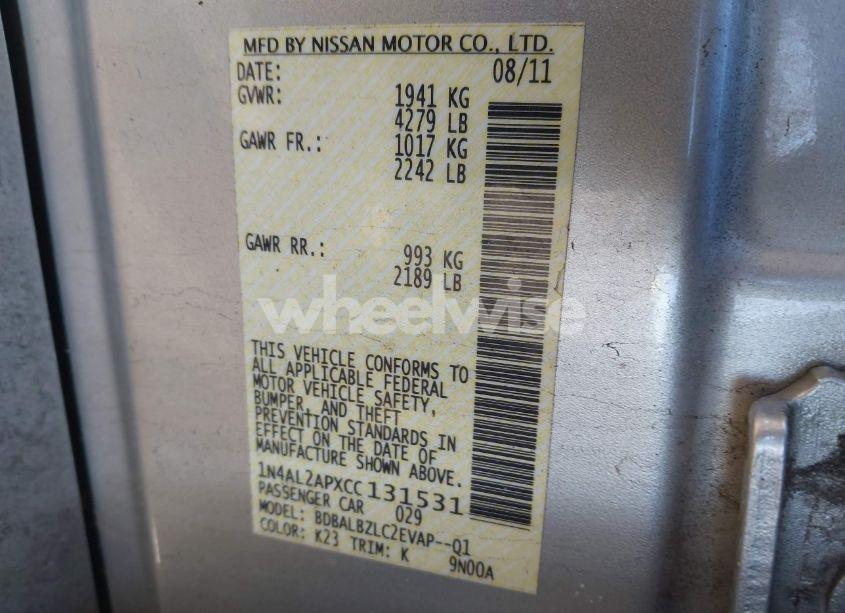 MFD BY NISSAN MOTOR CO., LTD.
DATE: 08/11
GVWR: 1941 KG
4279 LB
GAWR FR.: 1017 KG
2242 LB
GAWR RR.: 993 KG
2189 LB
wheelwise
THIS VEHICLE CONFORMS TO
ALL APPLICABLE FEDERAL
MOTOR VEHICLE SAFETY,
BUMPER, AND THEFT
PREVENTION STANDARDS IN
EFFECT ON THE DATE OF
MANUFACTURE SHOWN ABOVE.
1N4AL2APXCC131531
PASSENGER CAR 029
MODEL: BDBALBZLC2EVAP--Q1
COLOR: K23 TRIM: K 9N00A